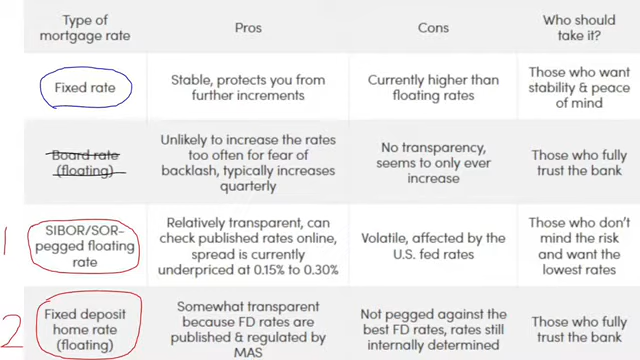 Type of
mortgage rate
Pros
Cons
Who should
take it?
Fixed rate
Stable, protects you from
further increments
Currently higher than
floating rates
Those who want
stability & peace
of mind
Board rate
(floating)
Unlikely to increase the rates
too often for fear of
backlash, typically increases
quarterly
No transparency,
seems to only ever
increase
Those who fully
trust the bank
1
SIBOR/SOR-
pegged floating
rate
Relatively transparent, can
check published rates online,
spread is currently
underpriced at 0.15% to 0.30%
Volatile, affected by the
U.S. fed rates
Those who don't
mind the risk
and want the
lowest rates
2
Fixed deposit
home rate
(floating)
Somewhat transparent
because FD rates are
published & regulated by
MAS
Not pegged against the
best FD rates, rates still
internally determined
Those who fully
trust the bank